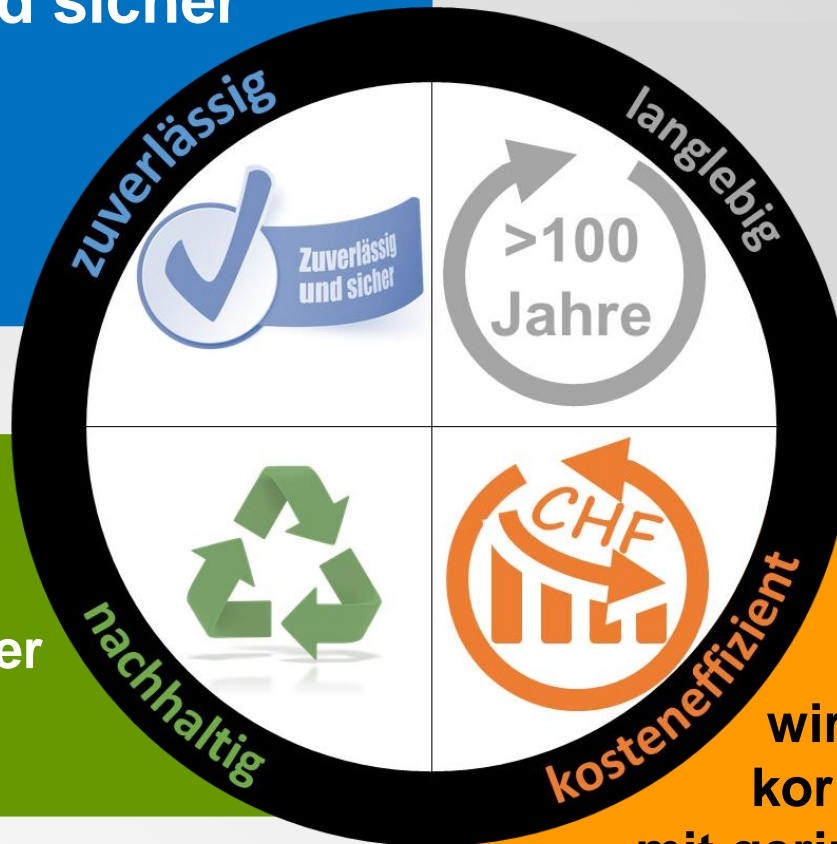 d sicher
zuverlässig
langlebig
Zuverlässig
und sicher
>100
Jahre
CHF
er
nachhaltig
kosteneffizient
wir
kor